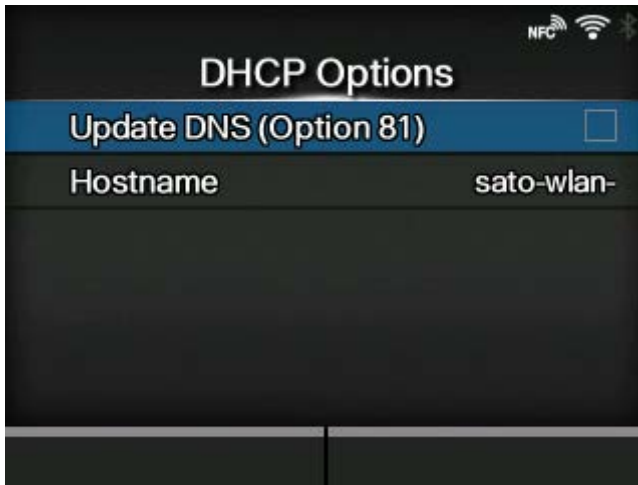 NFC
DHCP Options
Update DNS (Option 81)
Hostname sato-wlan-